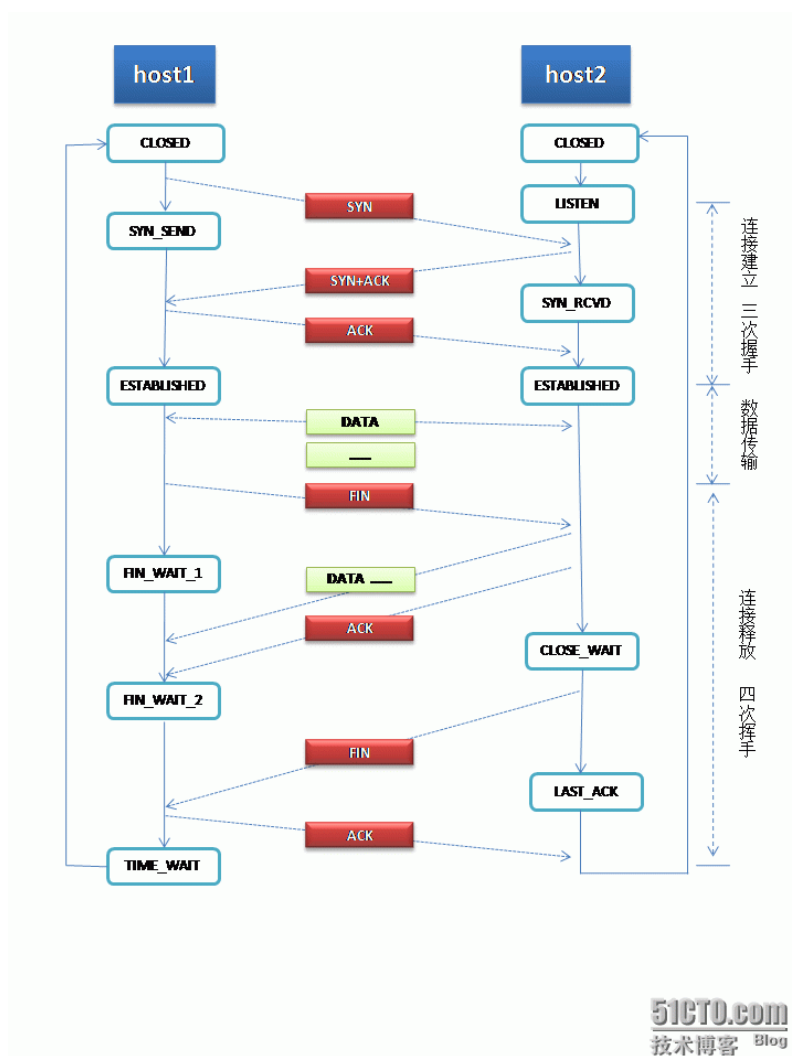 host1
host2
CLOSED
CLOSED
SYN
LISTEN
SYN_SEND
SYN+ACK
SYN_RCVD
ACK
连接建立 三次握手
ESTABLISHED
ESTABLISHED
DATA
数据传输
FIN
FIN_WAIT_1
DATA ___
ACK
CLOSE_WAIT
连接释放 四次挥手
FIN_WAIT_2
FIN
LAST_ACK
ACK
TIME_WAIT
51CTO.com
技术博客 Blog